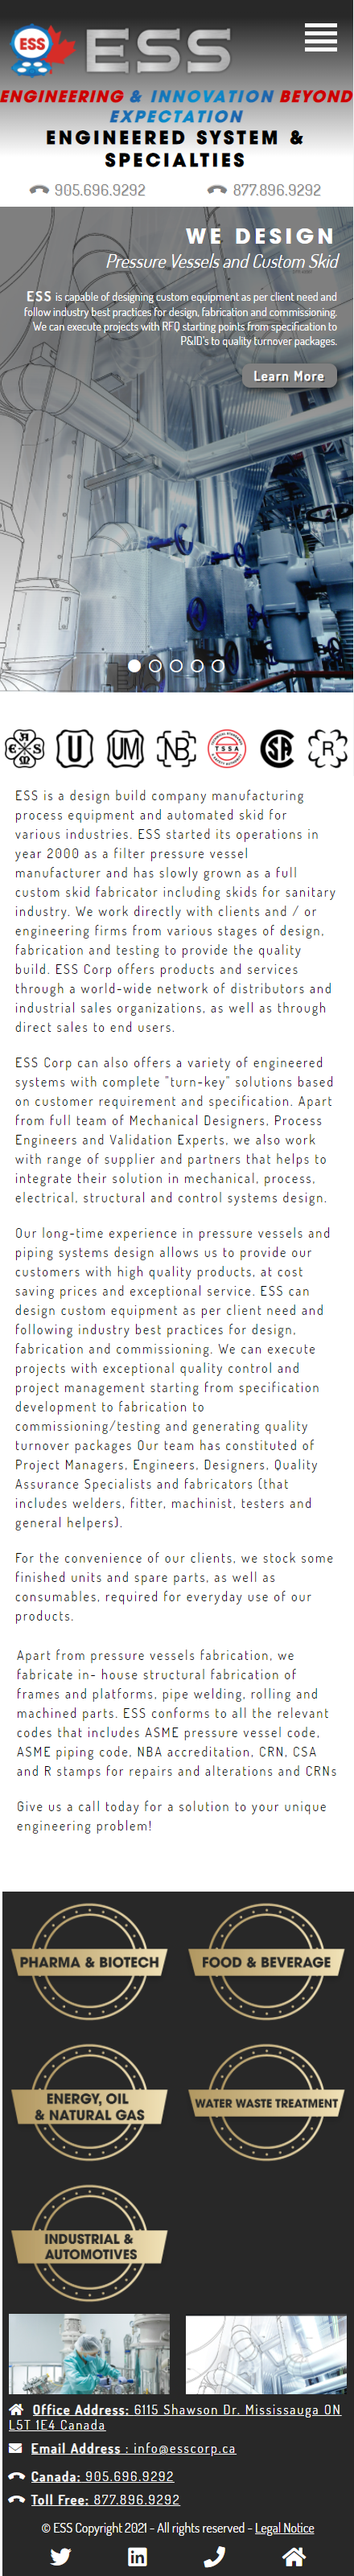 ESS ESS
ENGINEERING & INNOVATION BEYOND
EXPECTATION
ENGINEERED SYSTEM &
SPECIALTIES
905.696.9292 877.896.9292
WE DESIGN
Pressure Vessels and Custom Skid
ESS is capable of designing custom equipment as per client need and
follow industry best practices for design, fabrication and commissioning.
We can execute projects with RFQ starting points from specification to
P&ID's to quality turnover packages.
Learn More
U UM NB TSSA R
ESS is a design build company manufacturing
process equipment and automated skid for
various industries. ESS started its operations in
year 2000 as a filter pressure vessel
manufacturer and has slowly grown as a full
custom skid fabricator including skids for sanitary
industry. We work directly with clients and / or
engineering firms from various stages of design,
fabrication and testing to provide the quality
build. ESS Corp offers products and services
through a world-wide network of distributors and
industrial sales organizations, as well as through
direct sales to end users.
ESS Corp can also offers a variety of engineered
systems with complete "turn-key" solutions based
on customer requirement and specification. Apart
from full team of Mechanical Designers, Process
Engineers and Validation Experts, we also work
with range of supplier and partners that helps to
integrate their solution in mechanical, process,
electrical, structural and control systems design.
Our long-time experience in pressure vessels and
piping systems design allows us to provide our
customers with high quality products, at cost
saving prices and exceptional service. ESS can
design custom equipment as per client need and
following industry best practices for design,
fabrication and commissioning. We can execute
projects with exceptional quality control and
project management starting from specification
development to fabrication to
commissioning/testing and generating quality
turnover packages Our team has constituted of
Project Managers, Engineers, Designers, Quality
Assurance Specialists and fabricators (that
includes welders, fitter, machinist, testers and
general helpers).
For the convenience of our clients, we stock some
finished units and spare parts, as well as
consumables, required for everyday use of our
products.
Apart from pressure vessels fabrication, we
fabricate in- house structural fabrication of
frames and platforms, pipe welding, rolling and
machined parts. ESS conforms to all the relevant
codes that includes ASME pressure vessel code,
ASME piping code, NBA accreditation, CRN, CSA
and R stamps for repairs and alterations and CRNs
Give us a call today for a solution to your unique
engineering problem!
PHARMA & BIOTECH FOOD & BEVERAGE
ENERGY, OIL
& NATURAL GAS
WATER WASTE TREATMENT
INDUSTRIAL &
AUTOMOTIVES
Office Address: 6115 Shawson Dr. Mississauga ON
L5T 1E4 Canada
Email Address : info@esscorp.ca
Canada: 905.696.9292
Toll Free: 877.896.9292
© ESS Copyright 2021 - All rights reserved - Legal Notice